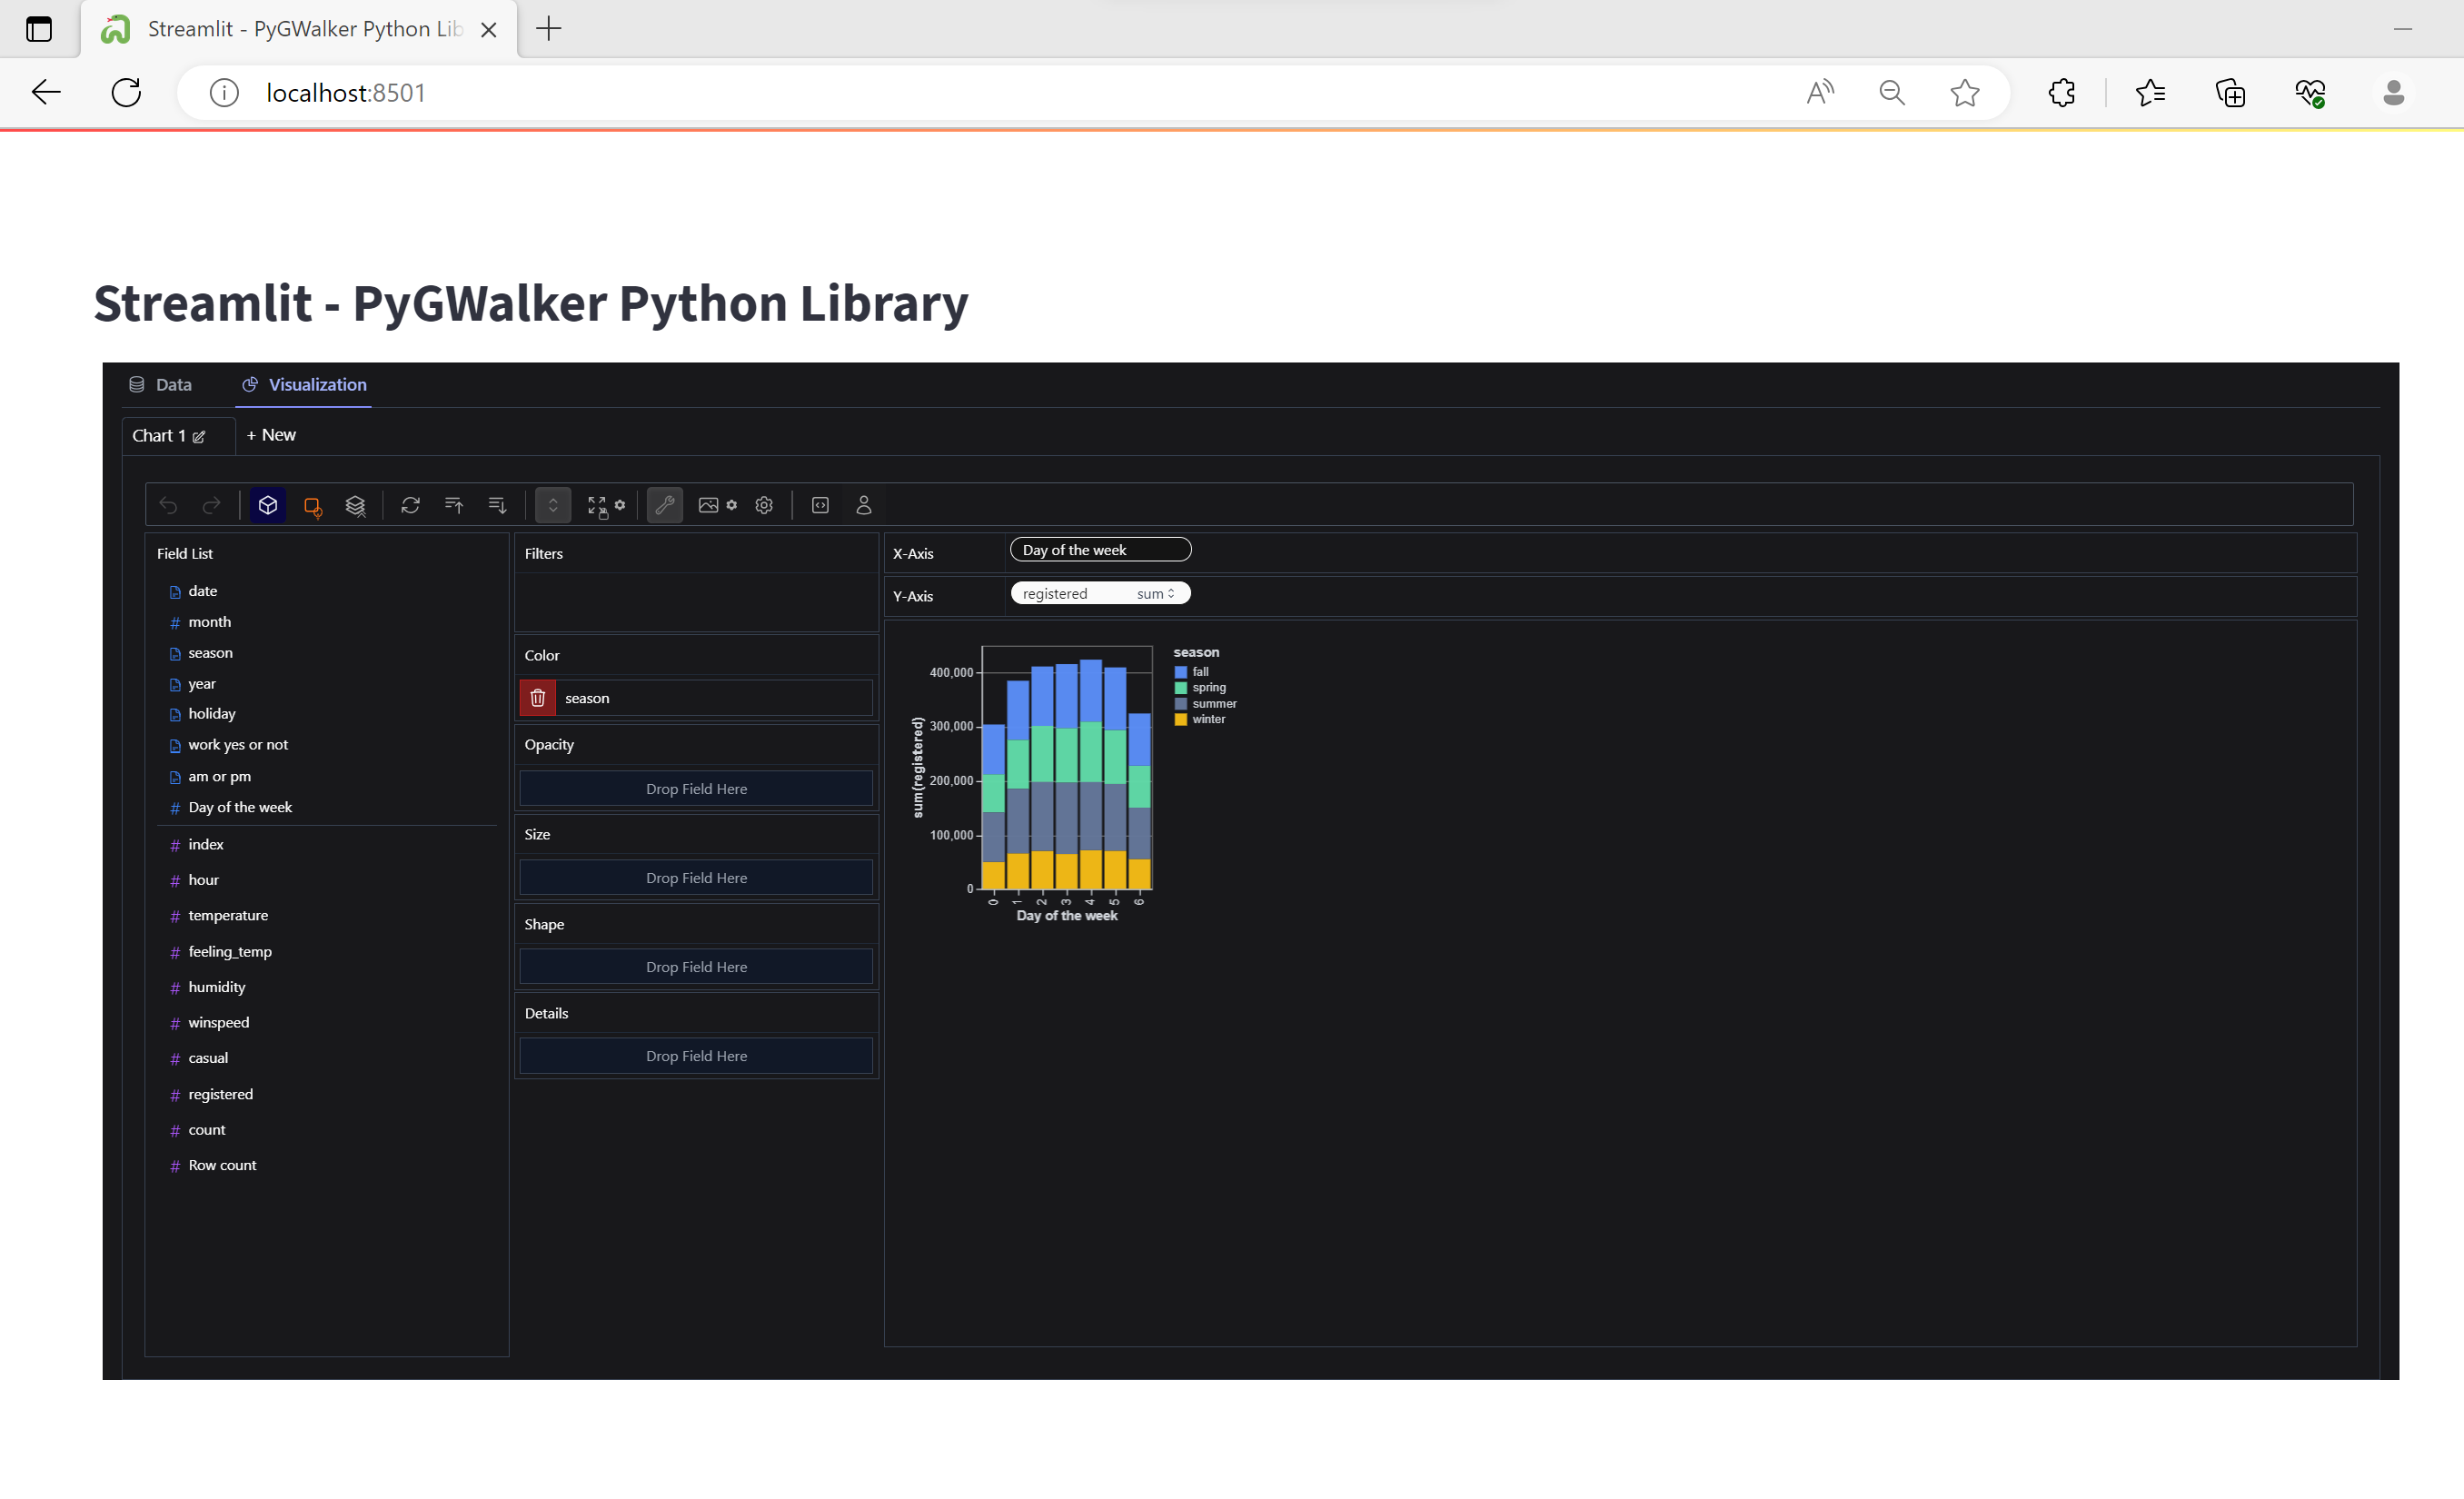 Streamlit - PyGWalker Python Lib
localhost:8501
Streamlit - PyGWalker Python Library
Data
Visualization
Chart 1
+ New
Field List
date
month
season
year
holiday
work yes or not
am or pm
Day of the week
index
hour
temperature
feeling_temp
humidity
winspeed
casual
registered
count
Row count
Filters
Color
season
Opacity
Drop Field Here
Size
Drop Field Here
Shape
Drop Field Here
Details
Drop Field Here
X-Axis
Day of the week
Y-Axis
registered sum
sum(registered)
400,000
300,000
200,000
100,000
0
0 1 2 3 4 5 6
Day of the week
season
fall
spring
summer
winter